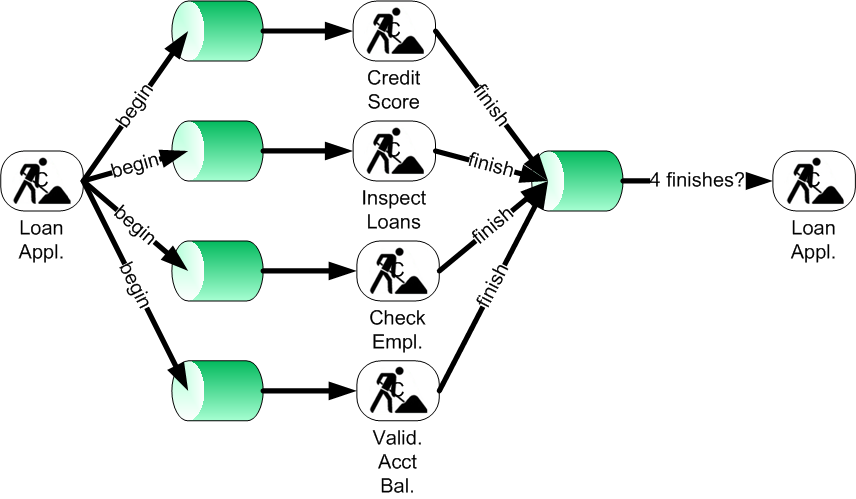 C
Credit
Score
begin
finish
C
Loan
Appl.
begin
C
Inspect
Loans
finish
4 finishes?
C
Loan
Appl.
begin
C
Check
Empl.
finish
begin
C
Valid.
Acct
Bal.
finish